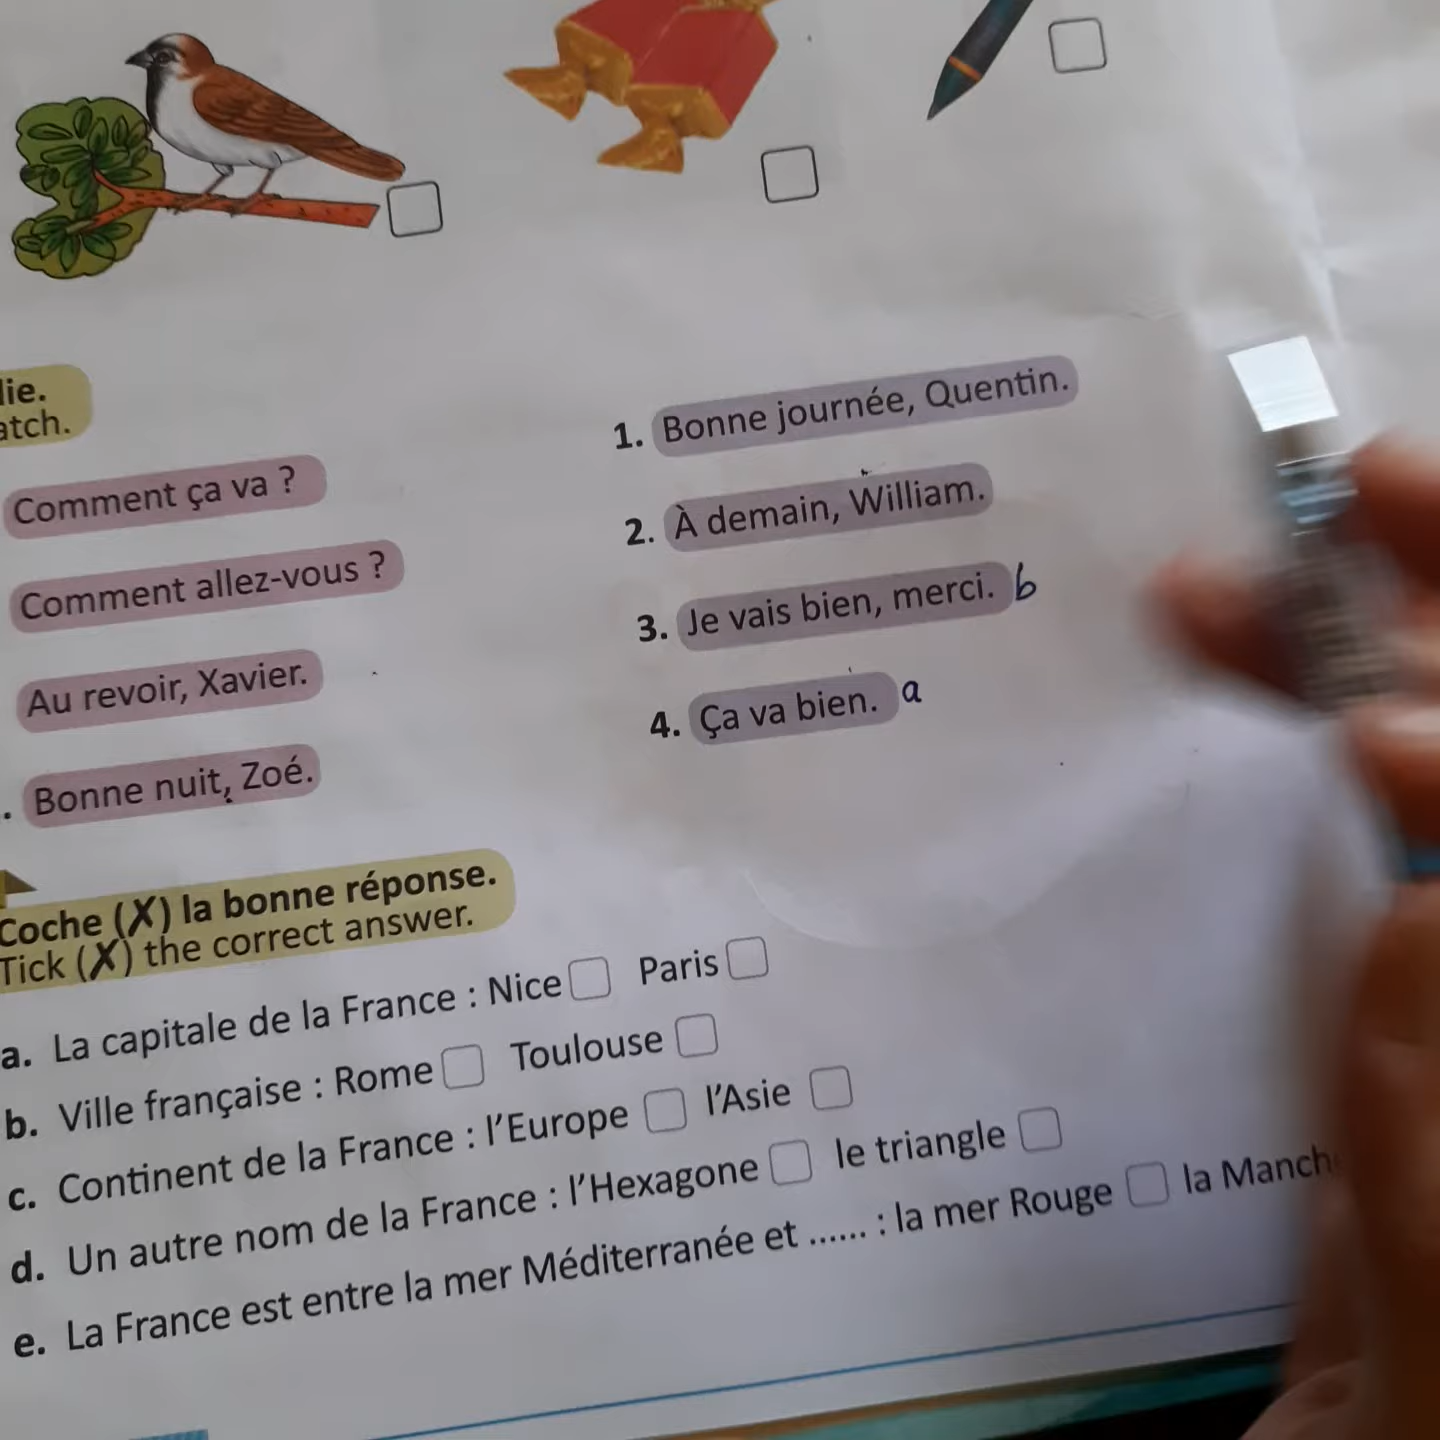 lie.
atch.
Comment ça va ?
Comment allez-vous ?
Au revoir, Xavier.
. Bonne nuit, Zoé.
1. Bonne journée, Quentin.
2. À demain, William.
3. Je vais bien, merci. b
4. Ça va bien. a
Coche (X) la bonne réponse.
Tick (X) the correct answer.
a. La capitale de la France : Nice Paris
b. Ville française : Rome Toulouse
c. Continent de la France : l'Europe l'Asie
d. Un autre nom de la France : l'Hexagone le triangle
e. La France est entre la mer Méditerranée et ...... : la mer Rouge la Manch